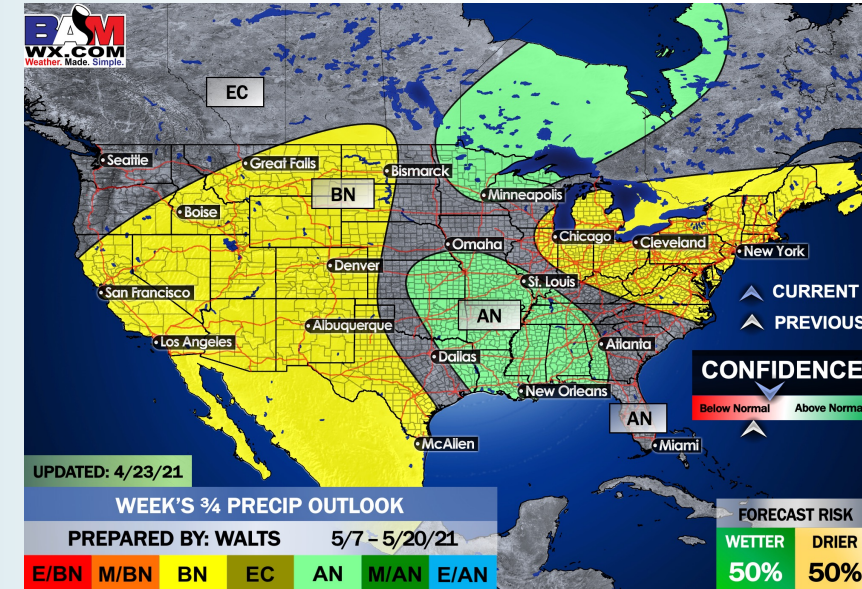 BAM
WX.COM
Weather. Made. Simple.
EC
Seattle
Great Falls
Bismarck
BN
Minneapolis
Boise
Chicago
Cleveland
Omaha
New York
Denver
St. Louis
San Francisco
CURRENT
AN
PREVIOUS
Albuquerque
Los Angeles
Atlanta
Dallas
CONFIDENCE
New Orleans
Below Normal Above Norma
AN
McAllen
Miami
UPDATED: 4/23/21
WEEK'S ¾ PRECIP OUTLOOK
FORECAST RISK
PREPARED BY: WALTS 5/7 – 5/20/21
WETTER DRIER
50% 50%
E/BN M/BN BN EC AN M/AN E/AN